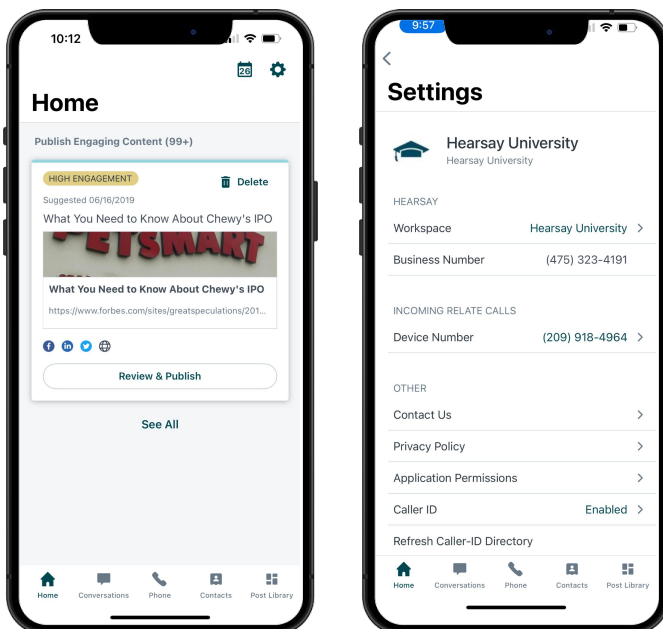 10:12
26
Home
Publish Engaging Content (99+)
HIGH ENGAGEMENT
Delete
Suggested 06/16/2019
What You Need to Know About Chewy's IPO
PETSMART
What You Need to Know About Chewy's IPO
https://www.forbes.com/sites/greatspeculations/201...
f in
Review & Publish
See All
Home Conversations Phone Contacts Post Library
9:57
Settings
Hearsay University
Hearsay University
HEARSAY
Workspace Hearsay University
Business Number (475) 323-4191
INCOMING RELATE CALLS
Device Number (209) 918-4964
OTHER
Contact Us
Privacy Policy
Application Permissions
Caller ID Enabled
Refresh Caller-ID Directory
Home Conversations Phone Contacts Post Library